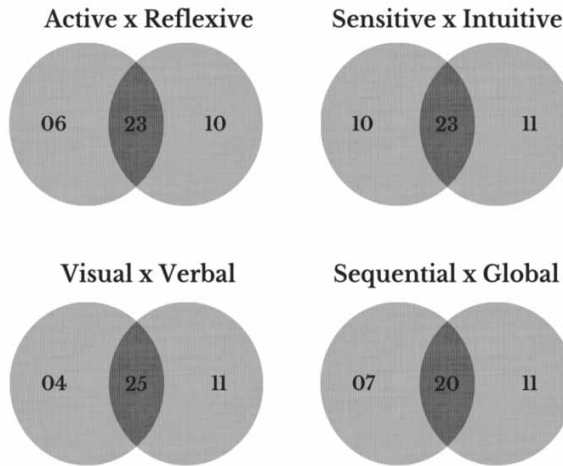 Active x Reflexive
06 23 10
Sensitive x Intuitive
10 23 11
Visual x Verbal
04 25 11
Sequential x Global
07 20 11